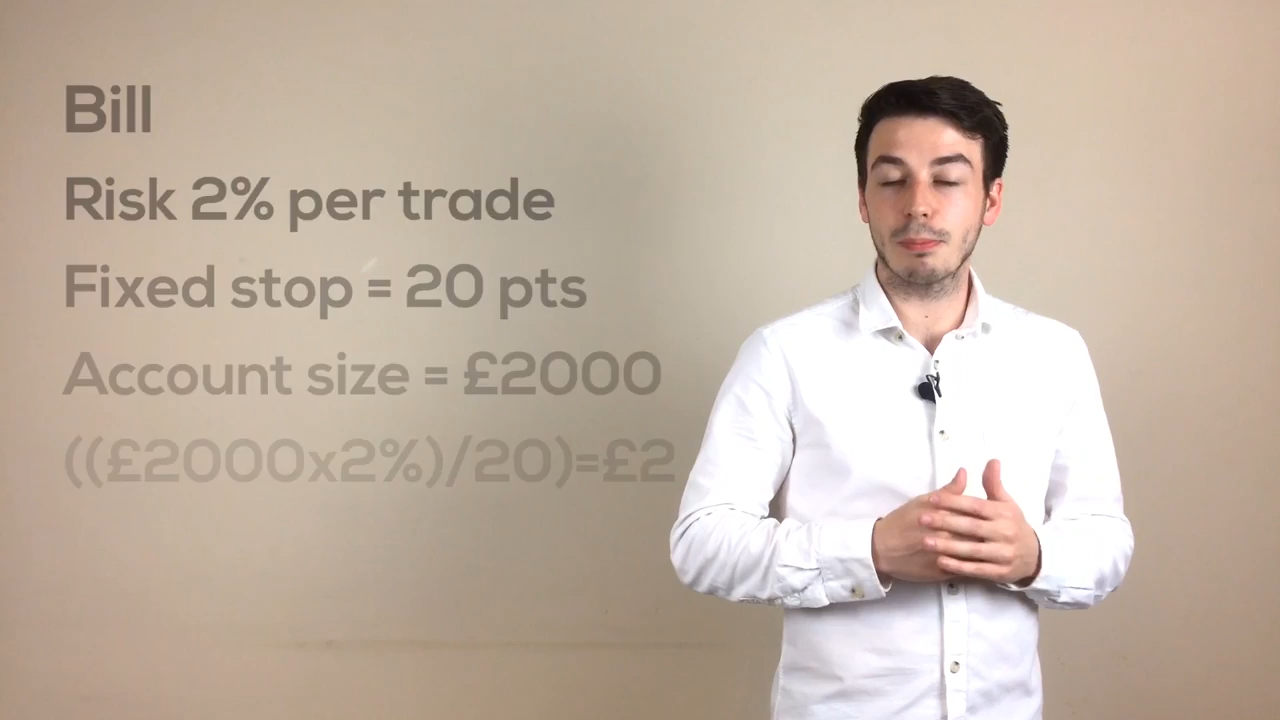 Bill
Risk 2% per trade
Fixed stop = 20 pts
Account size = £2000
((£2000x2%)/20)=£2